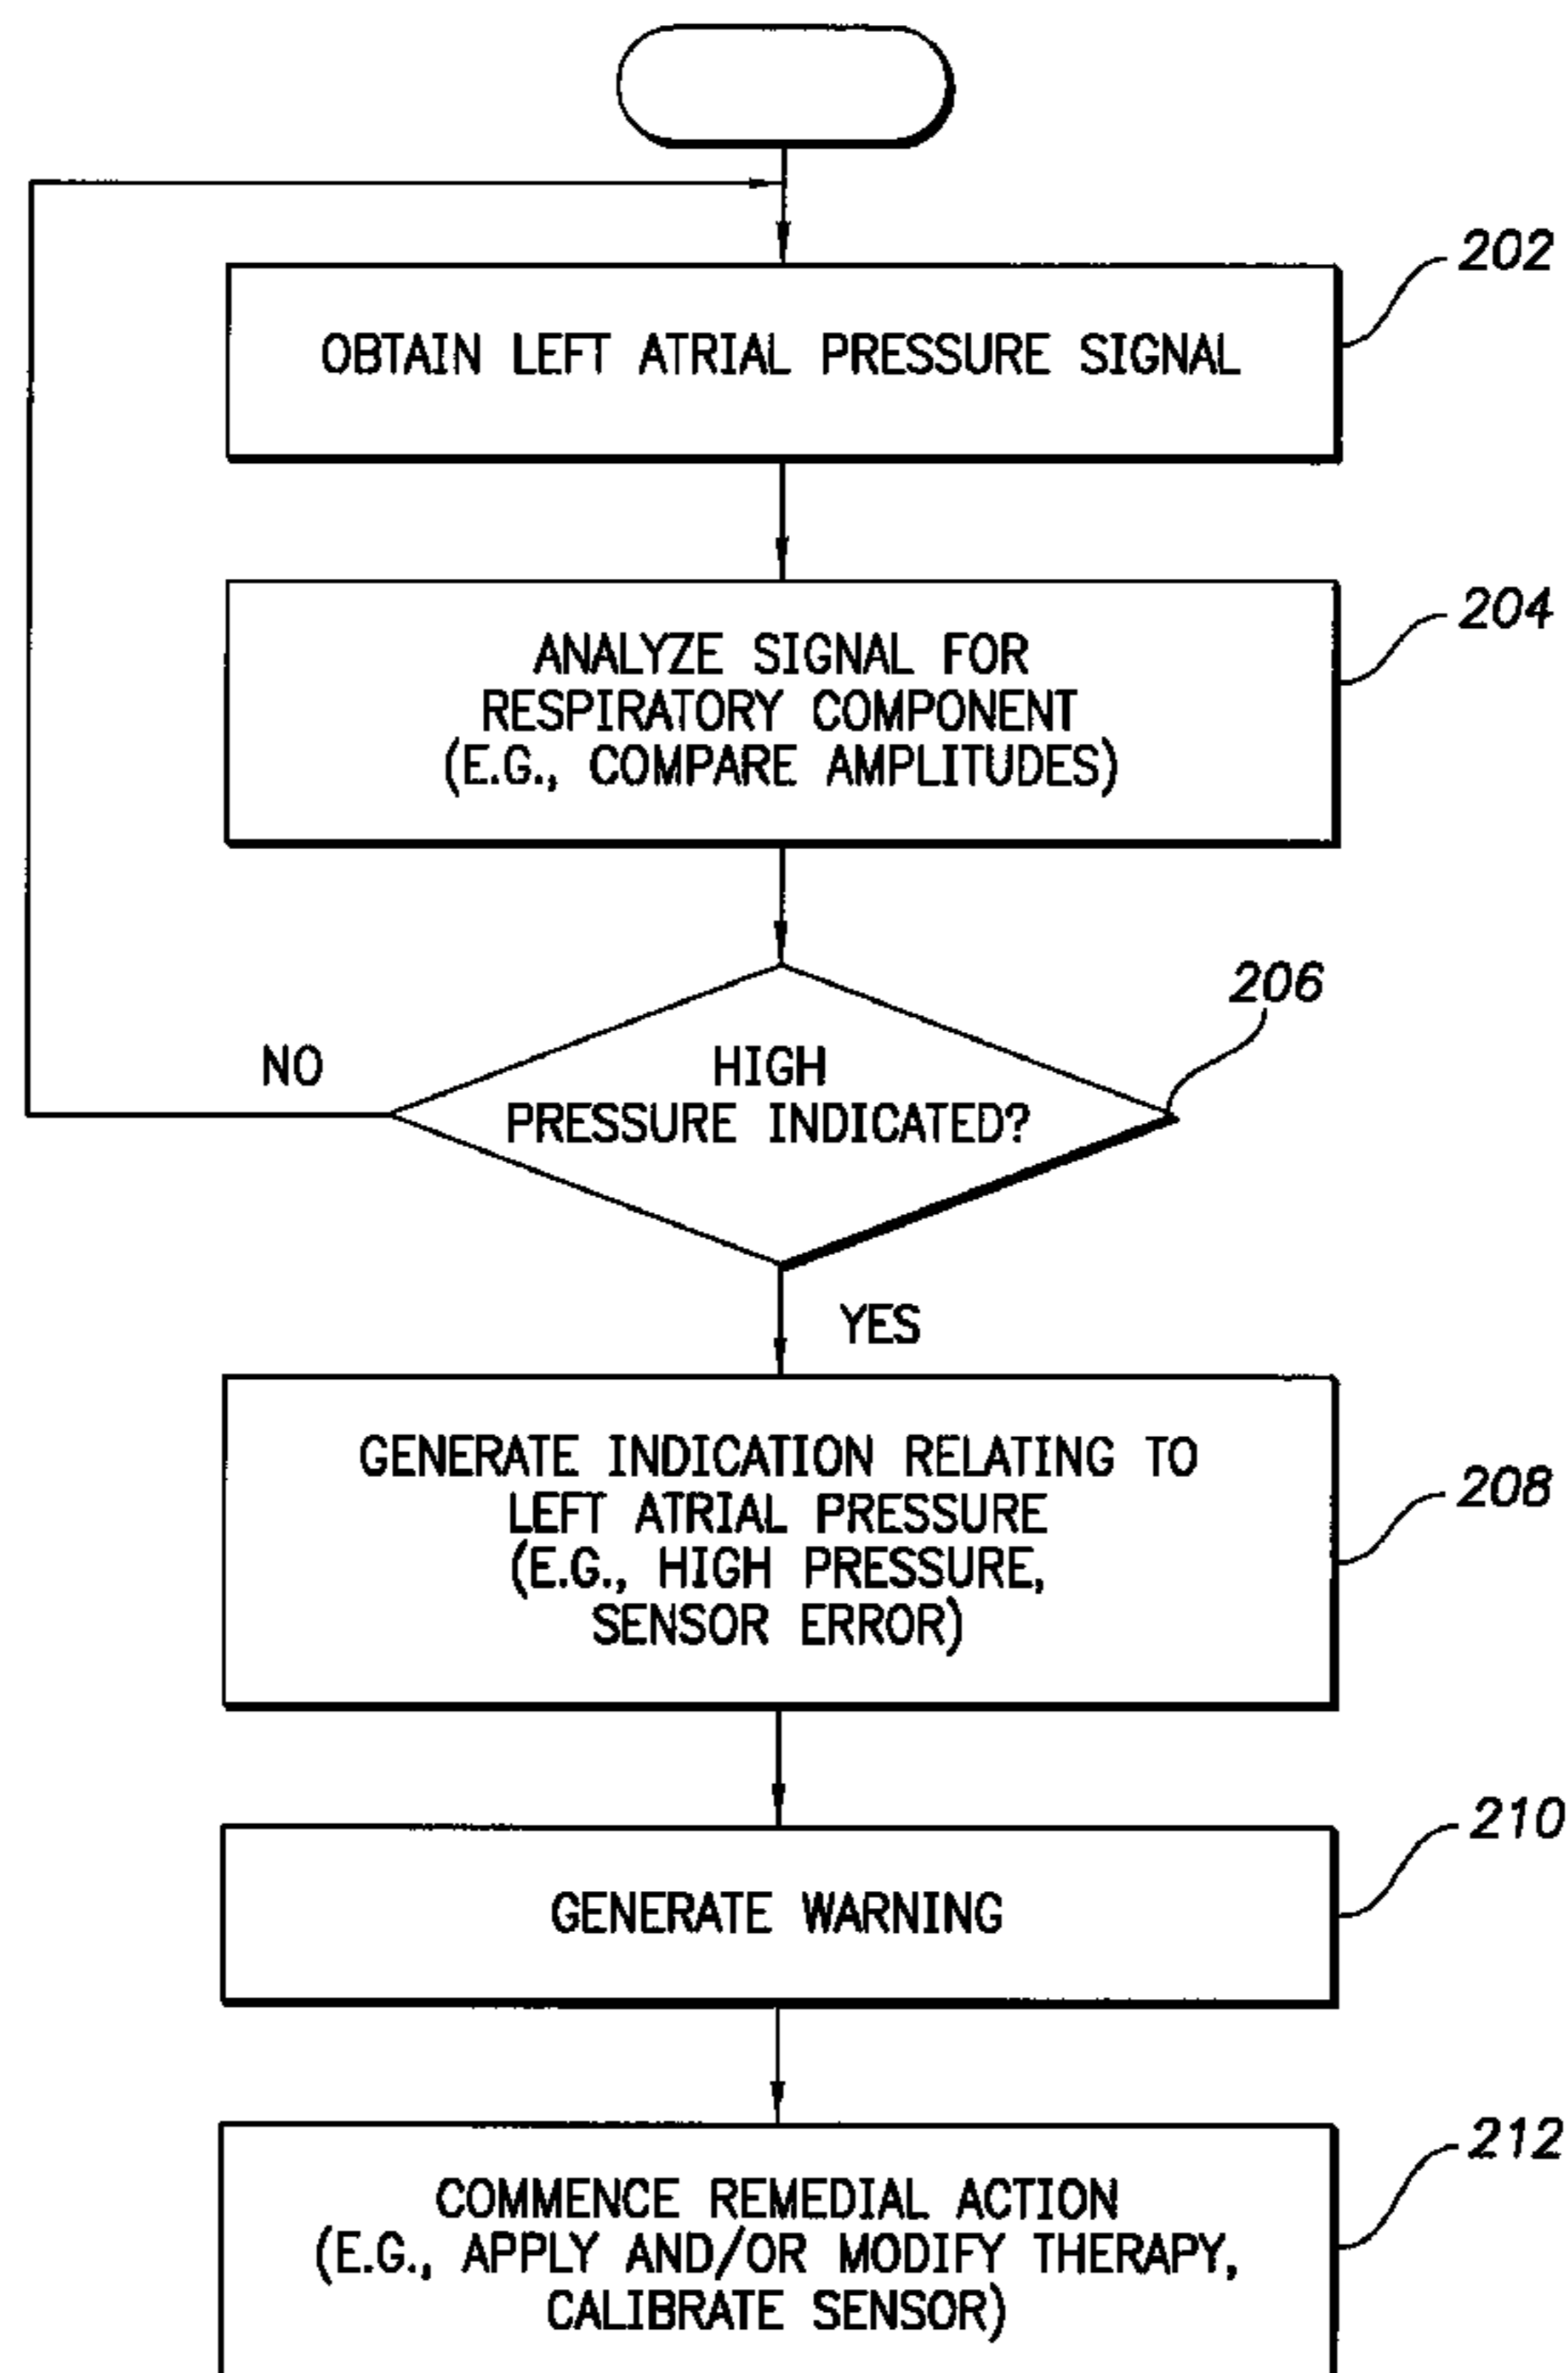 202
OBTAIN LEFT ATRIAL PRESSURE SIGNAL
204
ANALYZE SIGNAL FOR
RESPIRATORY COMPONENT
(E.G., COMPARE AMPLITUDES)
206
NO
HIGH
PRESSURE INDICATED?
YES
GENERATE INDICATION RELATING TO
LEFT ATRIAL PRESSURE
(E.G., HIGH PRESSURE,
SENSOR ERROR)
208
210
GENERATE WARNING
212
COMMENCE REMEDIAL ACTION
(E.G., APPLY AND/OR MODIFY THERAPY,
CALIBRATE SENSOR)